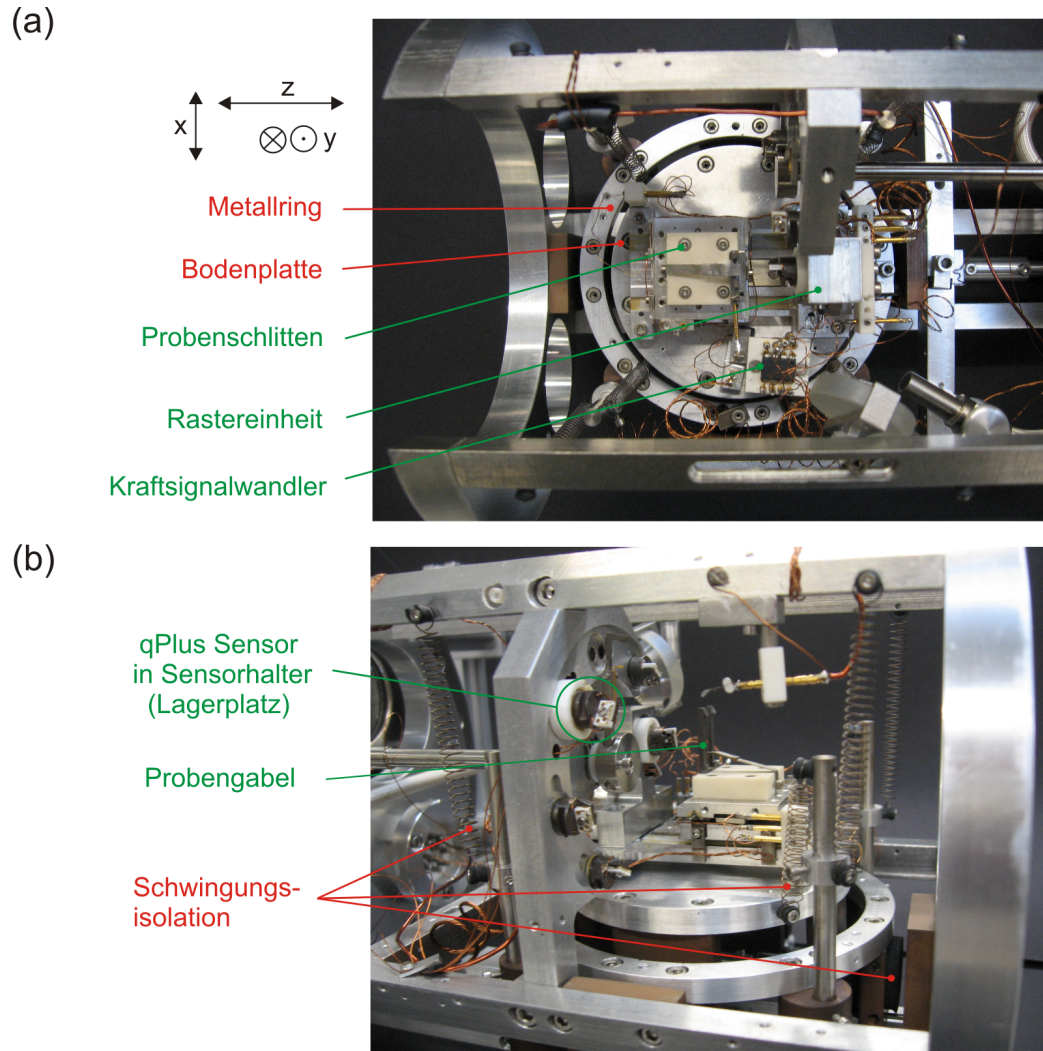 (a)
z
x
y
Metallring
Bodenplatte
Probenschlitten
Rastereinheit
Kraftsignalwandler
(b)
qPlus Sensor
in Sensorhalter
(Lagerplatz)
Probengabel
Schwingungs-
isolation